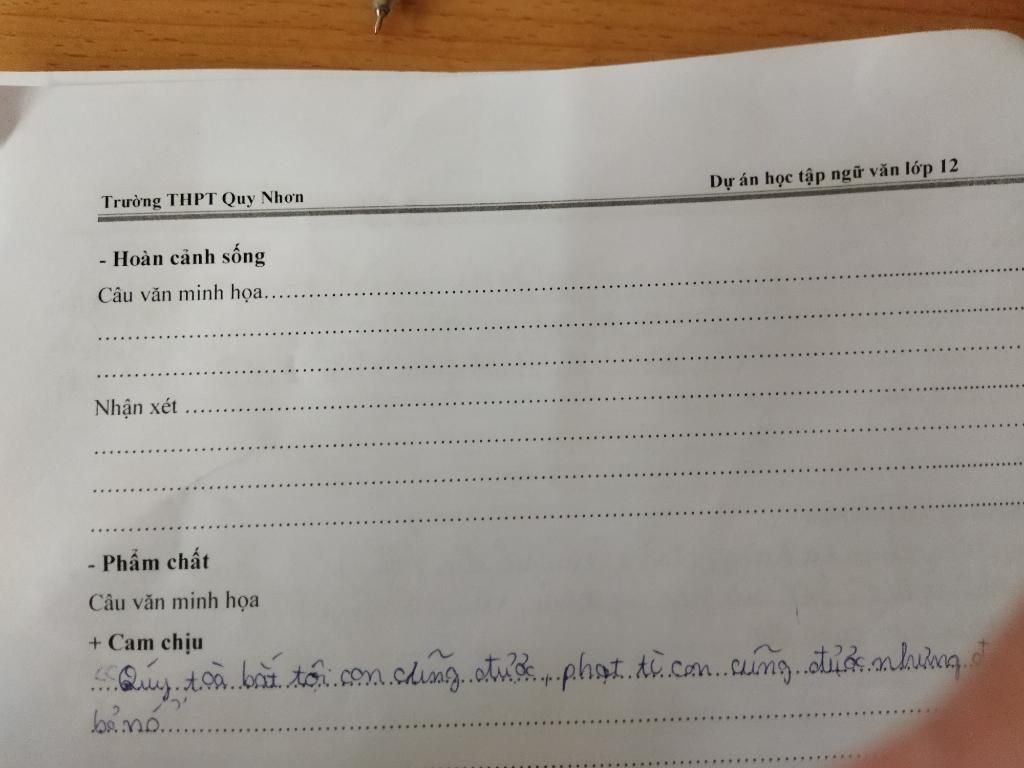 Trường THPT Quy Nhơn Dự án học tập ngữ văn lớp 12
- Hoàn cảnh sống
Câu văn minh họa..................................................
..................................................
..................................................
Nhận xét ..................................................
..................................................
..................................................
..................................................
- Phẩm chất
Câu văn minh họa
+ Cam chịu
"Qúy toà bắt tội con cũng được, phạt tù con cũng được nhưng
bỏ nó"..................................................
..................................................